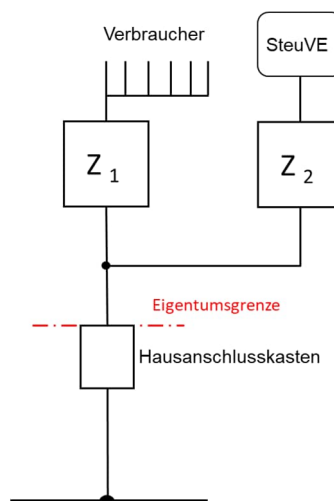 Verbraucher
SteuVE
Z 1
Z 2
Eigentumsgrenze
Hausanschlusskasten